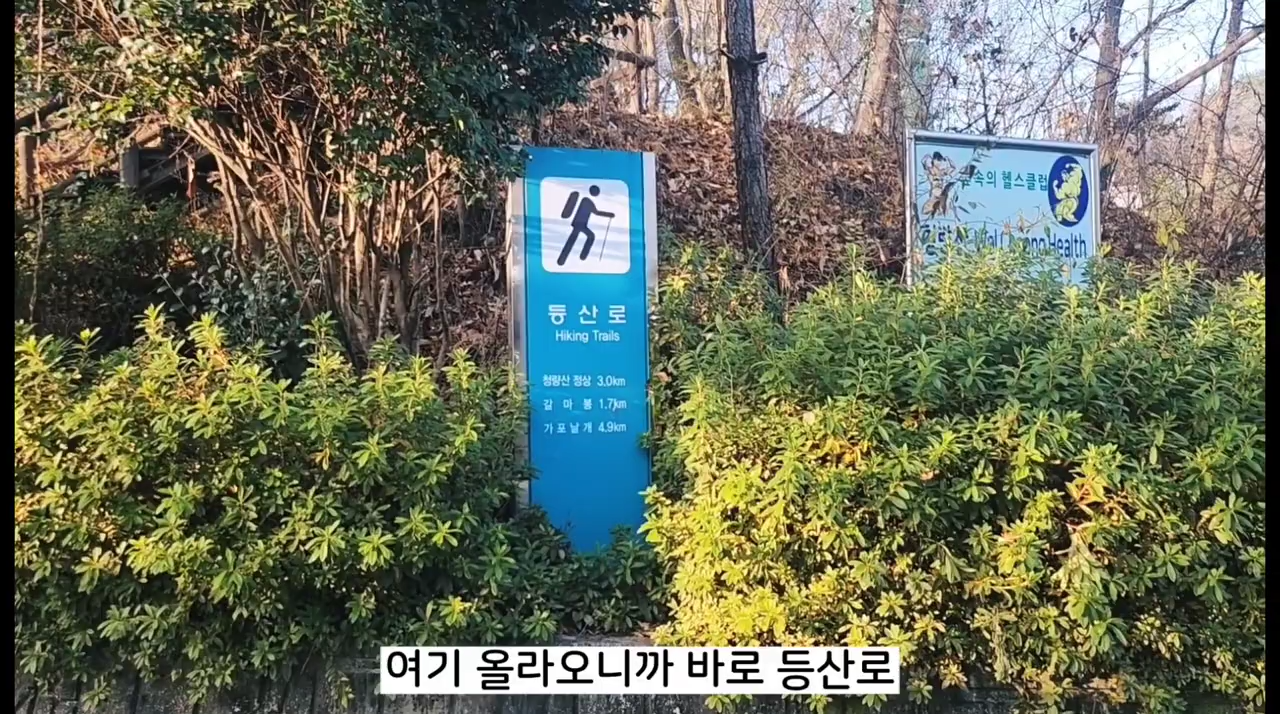 등산로
Hiking Trails
청량산 정상 3.0km
갈마봉 1.7km
가포날개 4.9km
속의 헬스클럽
Health
여기 올라오니까 바로 등산로